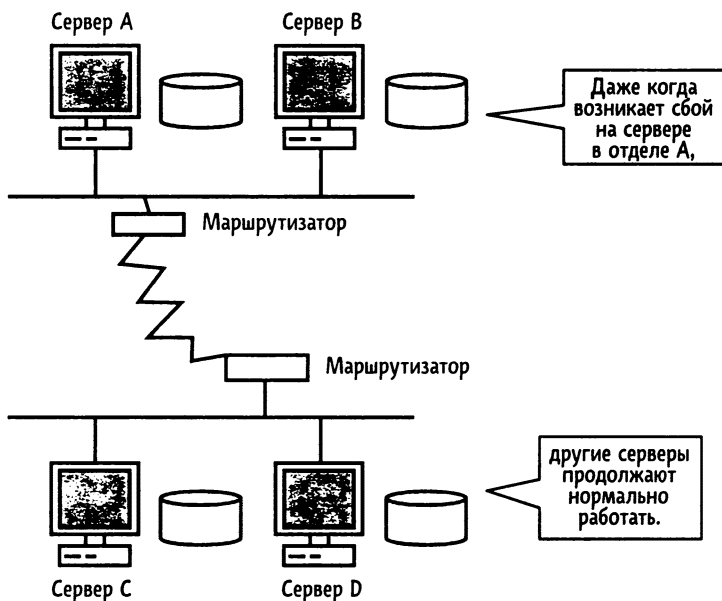 Сервер A
Сервер B
Даже когда
возникает сбой
на сервере
в отделе А,
Маршрутизатор
Маршрутизатор
другие серверы
продолжают
нормально
работать.
Сервер C
Сервер D